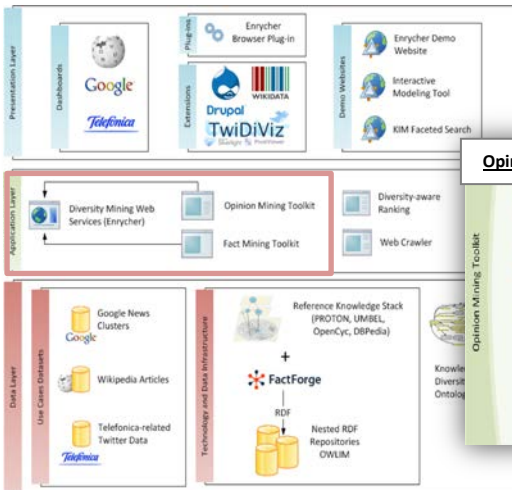 Presentation Layer
Dashboards
Google
Telefónica
Plug-ins
Enrycher
Browser Plug-in
Extensions
WIKIDATA
Drupal
TwiDiViz
Demo Websites
Enrycher Demo
Website
Interactive
Modeling Tool
KIM Faceted Search
Application Layer
Diversity Mining Web
Services (Enrycher)
Opinion Mining Toolkit
Fact Mining Toolkit
Diversity-aware
Ranking
Web Crawler
Opin
Opinion Mining Toolkit
Data Layer
Use Cases Datasets
Google News
Clusters
Google
Wikipedia Articles
Telefonica-related
Twitter Data
Telefónica
Technology and Data Infrastructure
Reference Knowledge Stack
(PROTON, UMBEL,
OpenCyc, DBPedia)
+
FactForge
RDF
Nested RDF
Repositories
OWLIM
Knowle
Diversit
Ontolog